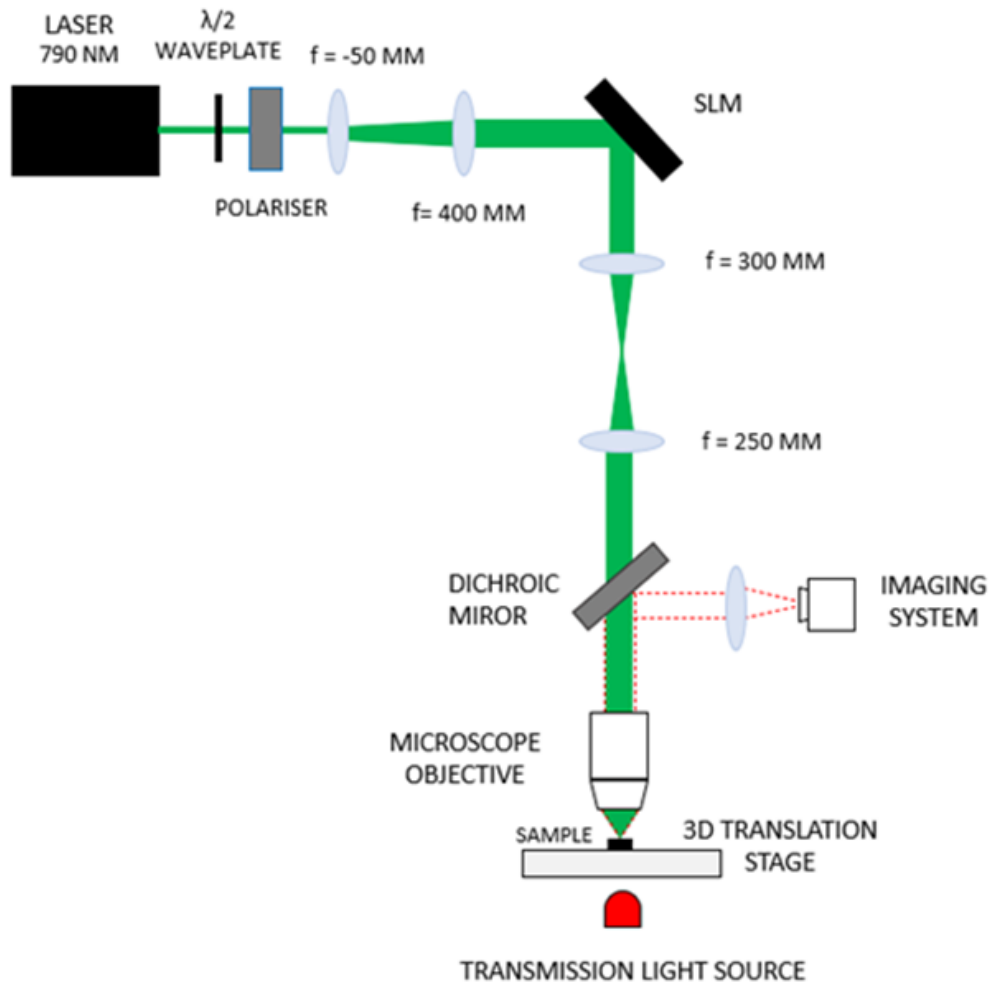 LASER
790 NM
λ/2
WAVEPLATE
f = -50 MM
SLM
POLARISER
f= 400 MM
f = 300 MM
f = 250 MM
DICHROIC
MIROR
IMAGING
SYSTEM
MICROSCOPE
OBJECTIVE
SAMPLE
3D TRANSLATION
STAGE
TRANSMISSION LIGHT SOURCE